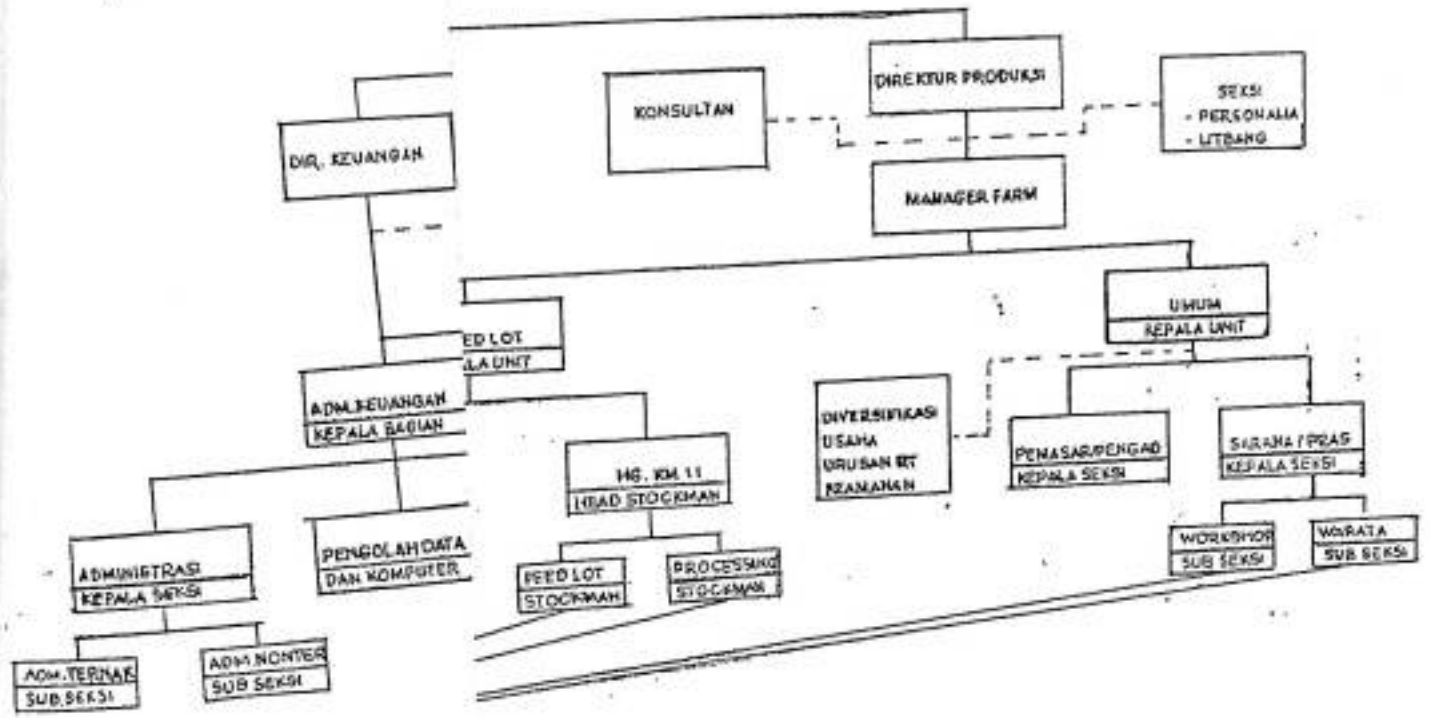 DIREKTUR PRODUKSI
KONSULTAN
SEKSI
- PERSONALIA
- LITBANG
DIR. KEUANGAN
MANAGER FARM
UMUM
KEPALA UNIT
ED LOT
LA UNIT
ADM. KEUANGAN
KEPALA BAGIAN
DIVERSIFIKASI
USAHA
URUSAN RT
KEAMANAN
PEMASAR/PENGAD
KEPALA SEKSI
SARANA / PRAS
KEPALA SEKSI
HG. KM 11
HEAD STOCKMAN
ADMINISTRASI
KEPALA SEKSI
PENGOLAH DATA
DAN KOMPUTER
FEED LOT
STOCKMAN
PROCESSING
STOCKMAN
WORKSHOP
SUB SEKSI
WARATA
SUB SEKSI
ADM. TERNAK
SUB SEKSI
ADM NONTER
SUB SEKSI